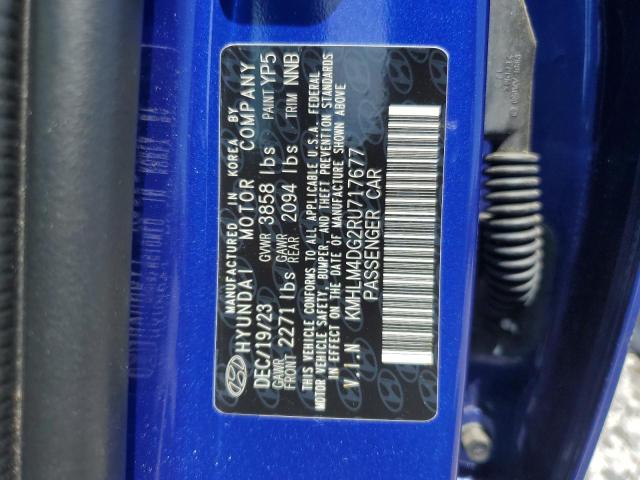 MANUFACTURED IN KOREA BY
HYUNDAI MOTOR COMPANY
DEC/19/23 GVWR 3858 lbs PAINT YP5
GAWR FRONT 2271 lbs GAWR REAR 2094 lbs TRIM NNB
THIS VEHICLE CONFORMS TO ALL APPLICABLE U.S.A. FEDERAL
MOTOR VEHICLE SAFETY, BUMPER, AND THEFT PREVENTION STANDARDS
IN EFFECT ON THE DATE OF MANUFACTURE SHOWN ABOVE
V.I.N KMHLM4DG2RU717677
PASSENGER CAR